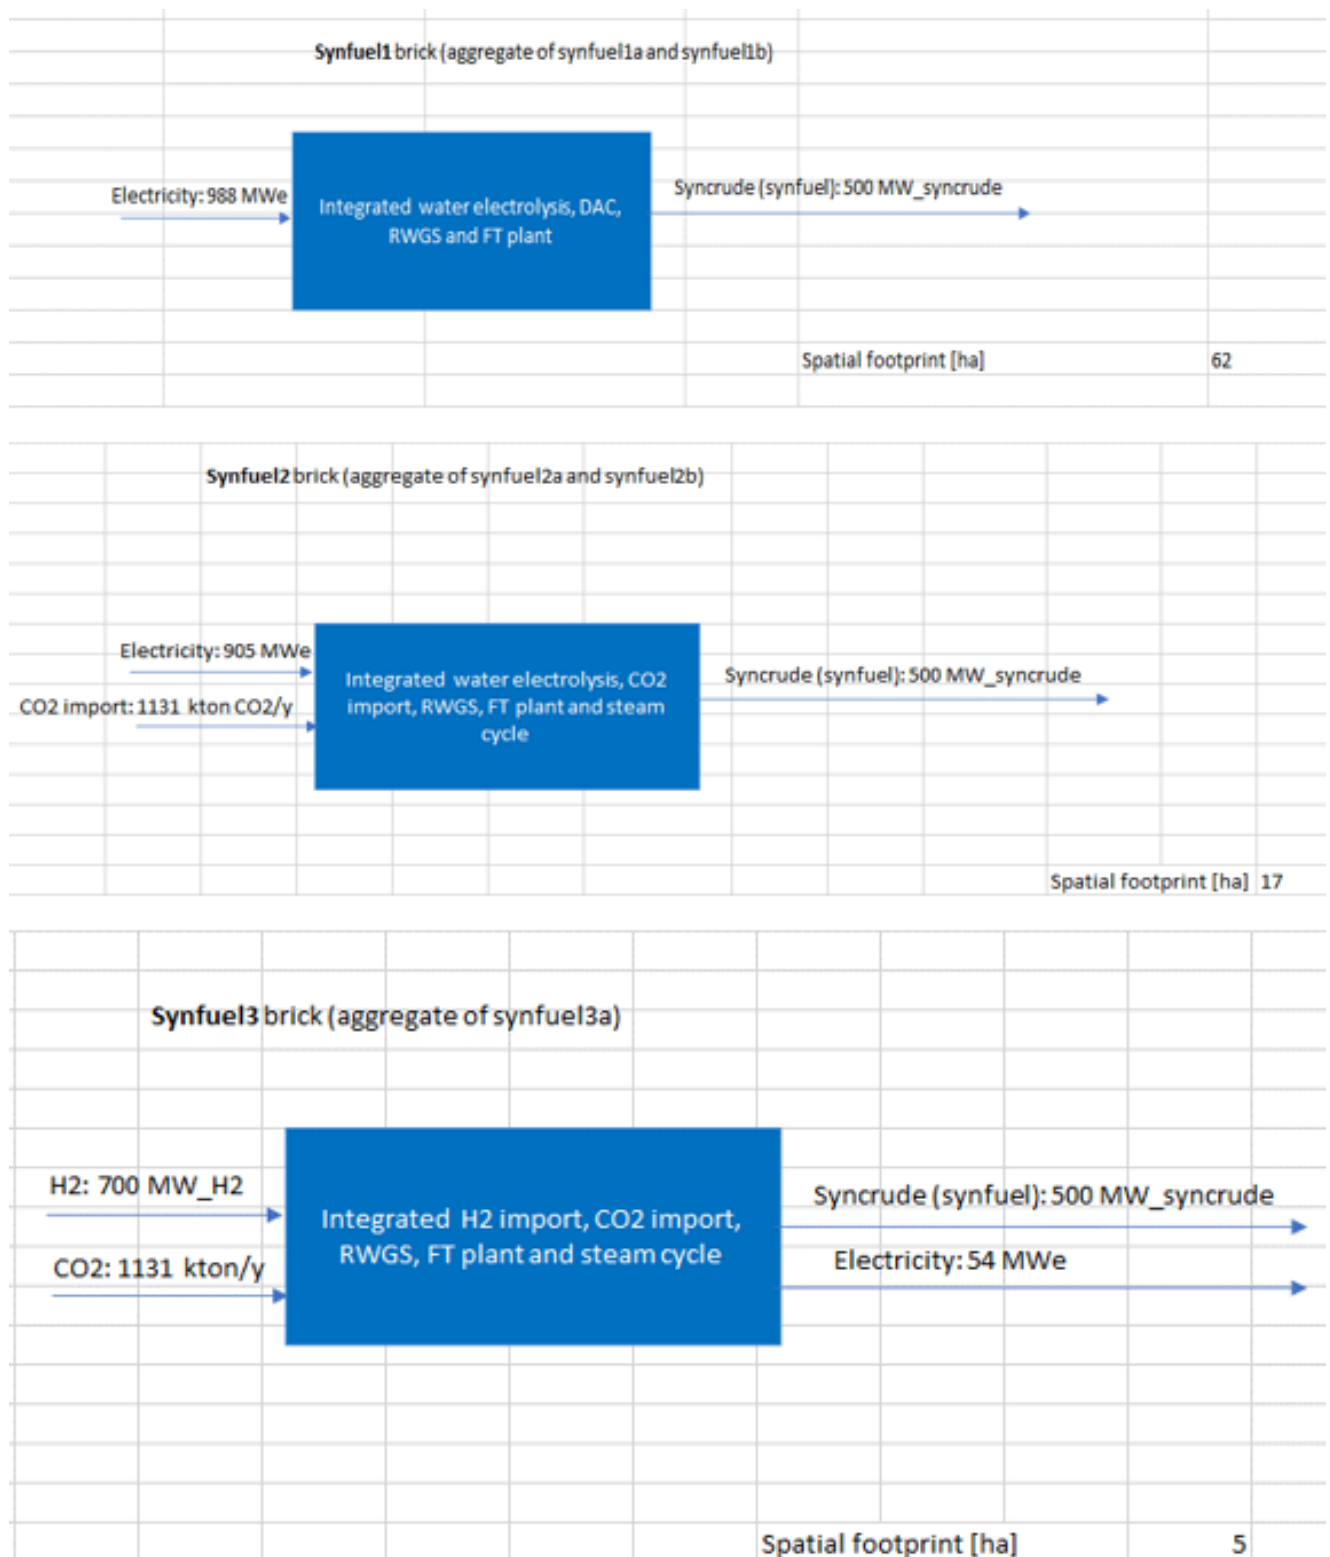 Synfuel1 brick (aggregate of synfuel1a and synfuel1b)
Electricity: 988 MWe
Integrated water electrolysis, DAC,
RWGS and FT plant
Syncrude (synfuel): 500 MW_syncrude
Spatial footprint [ha] 62
Synfuel2 brick (aggregate of synfuel2a and synfuel2b)
Electricity: 905 MWe
CO2 import: 1131 kton CO2/y
Integrated water electrolysis, CO2
import, RWGS, FT plant and steam
cycle
Syncrude (synfuel): 500 MW_syncrude
Spatial footprint [ha] 17
Synfuel3 brick (aggregate of synfuel3a)
H2: 700 MW_H2
CO2: 1131 kton/y
Integrated H2 import, CO2 import,
RWGS, FT plant and steam cycle
Syncrude (synfuel): 500 MW_syncrude
Electricity: 54 MWe
Spatial footprint [ha] 5